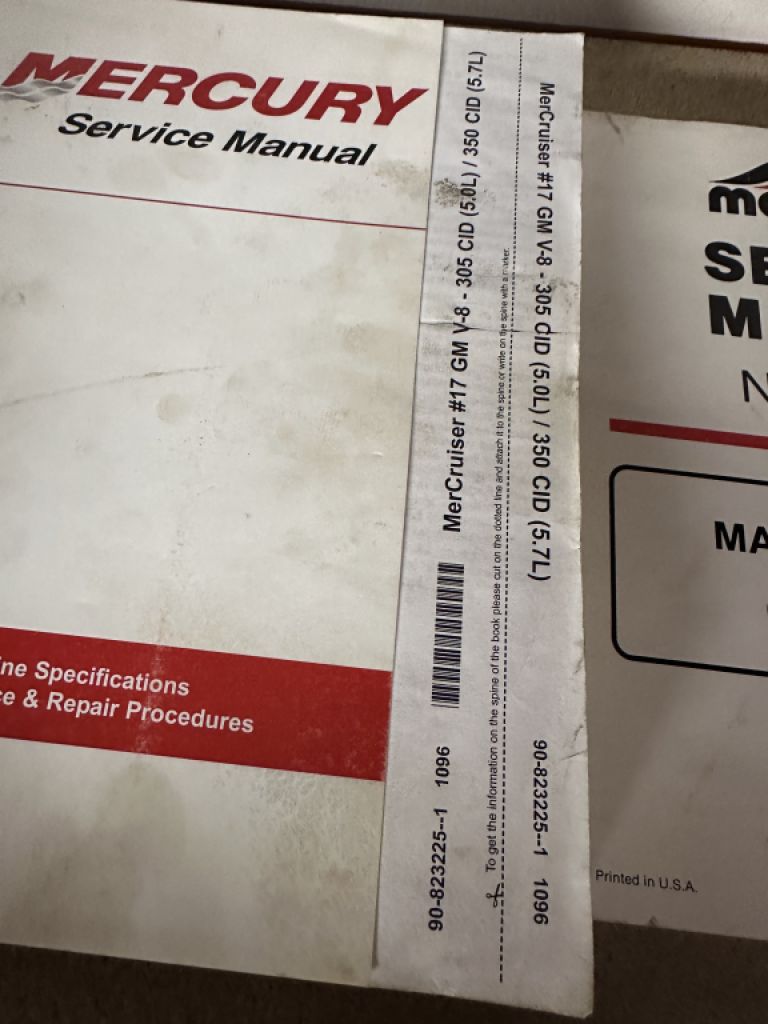 MERCURY
Service Manual
ine Specifications
ce & Repair Procedures
90-823225--1 1096 MerCruiser #17 GM V-8 - 305 CID (5.0L) / 350 CID (5.7L)
To get the information on the spine of the book please cut on the dotted line and attach it to the spine or write on the spine with a marker.
MerCruiser #17 GM V-8 - 305 CID (5.0L) / 350 CID (5.7L) 90-823225--1 1096
me
SE
M
N
MA
Printed in U.S.A.